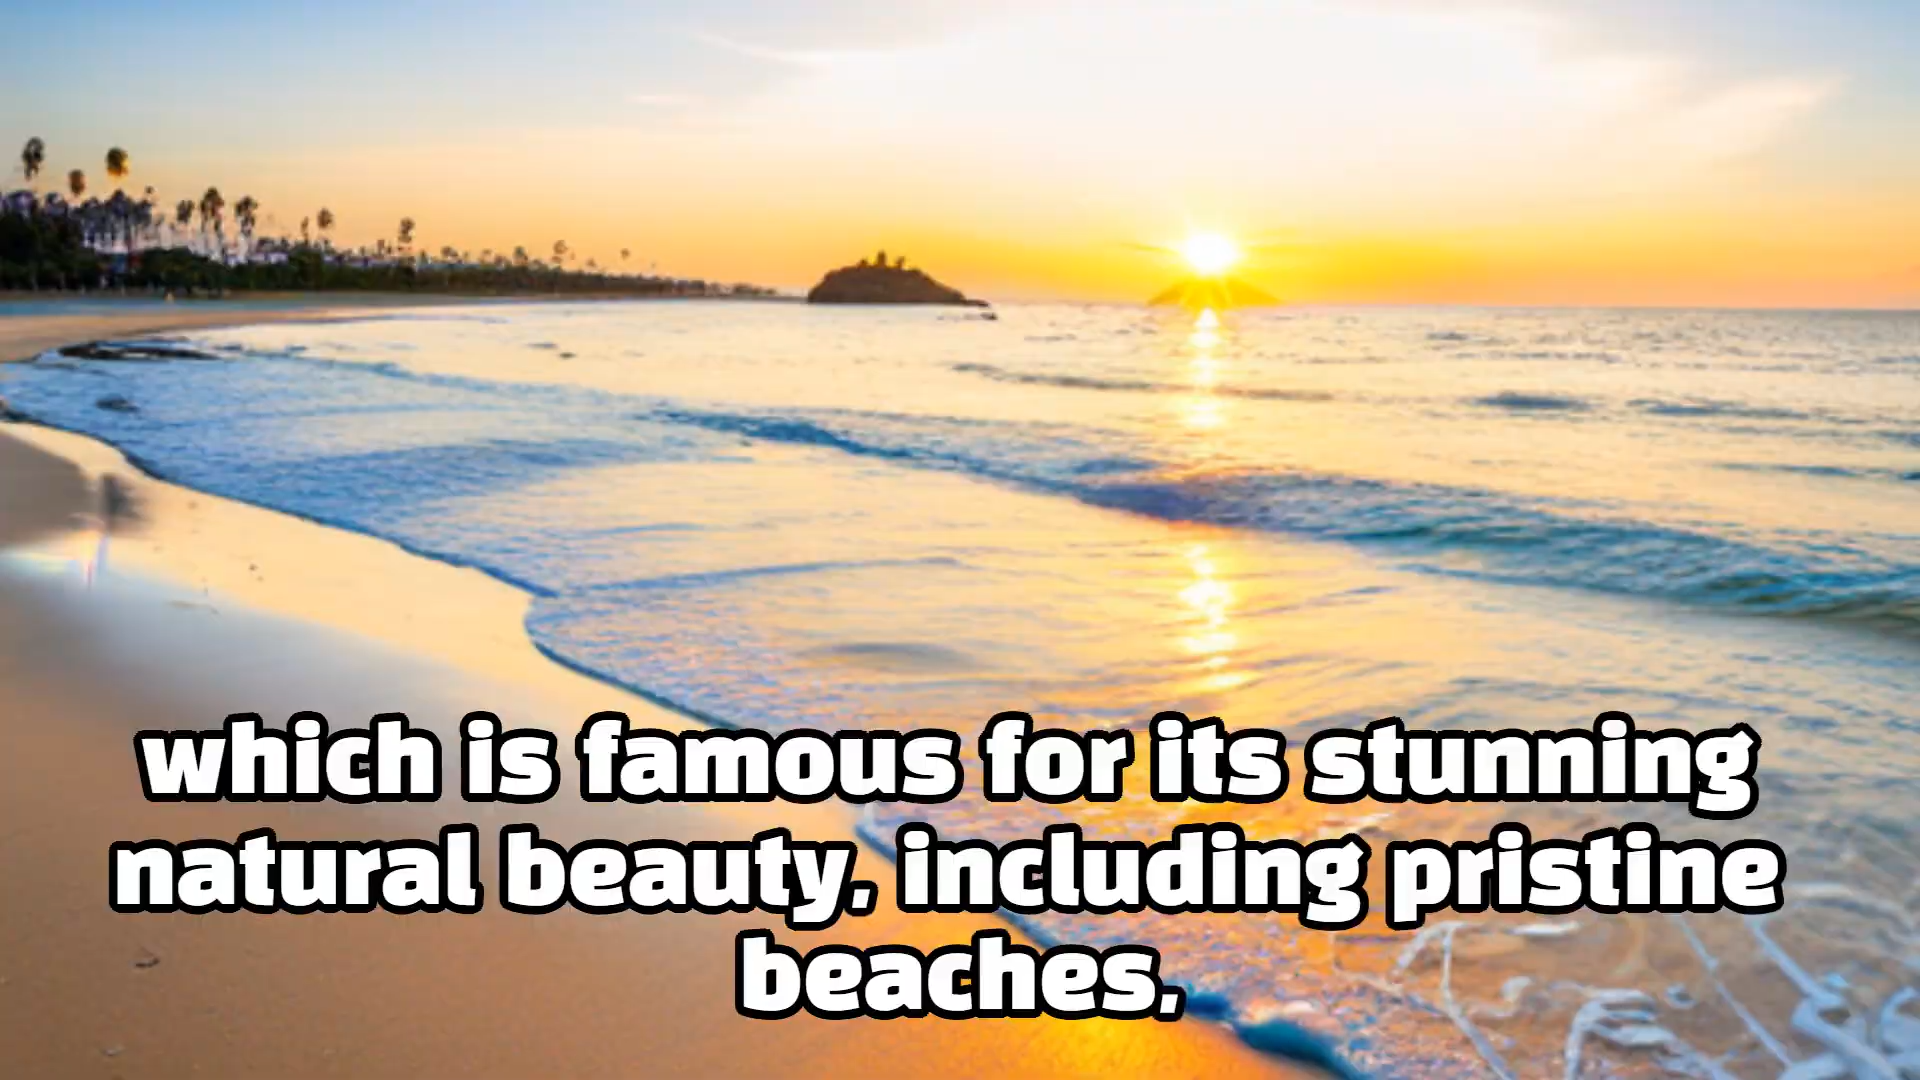 which is famous for its stunning
natural beauty, including pristine
beaches,